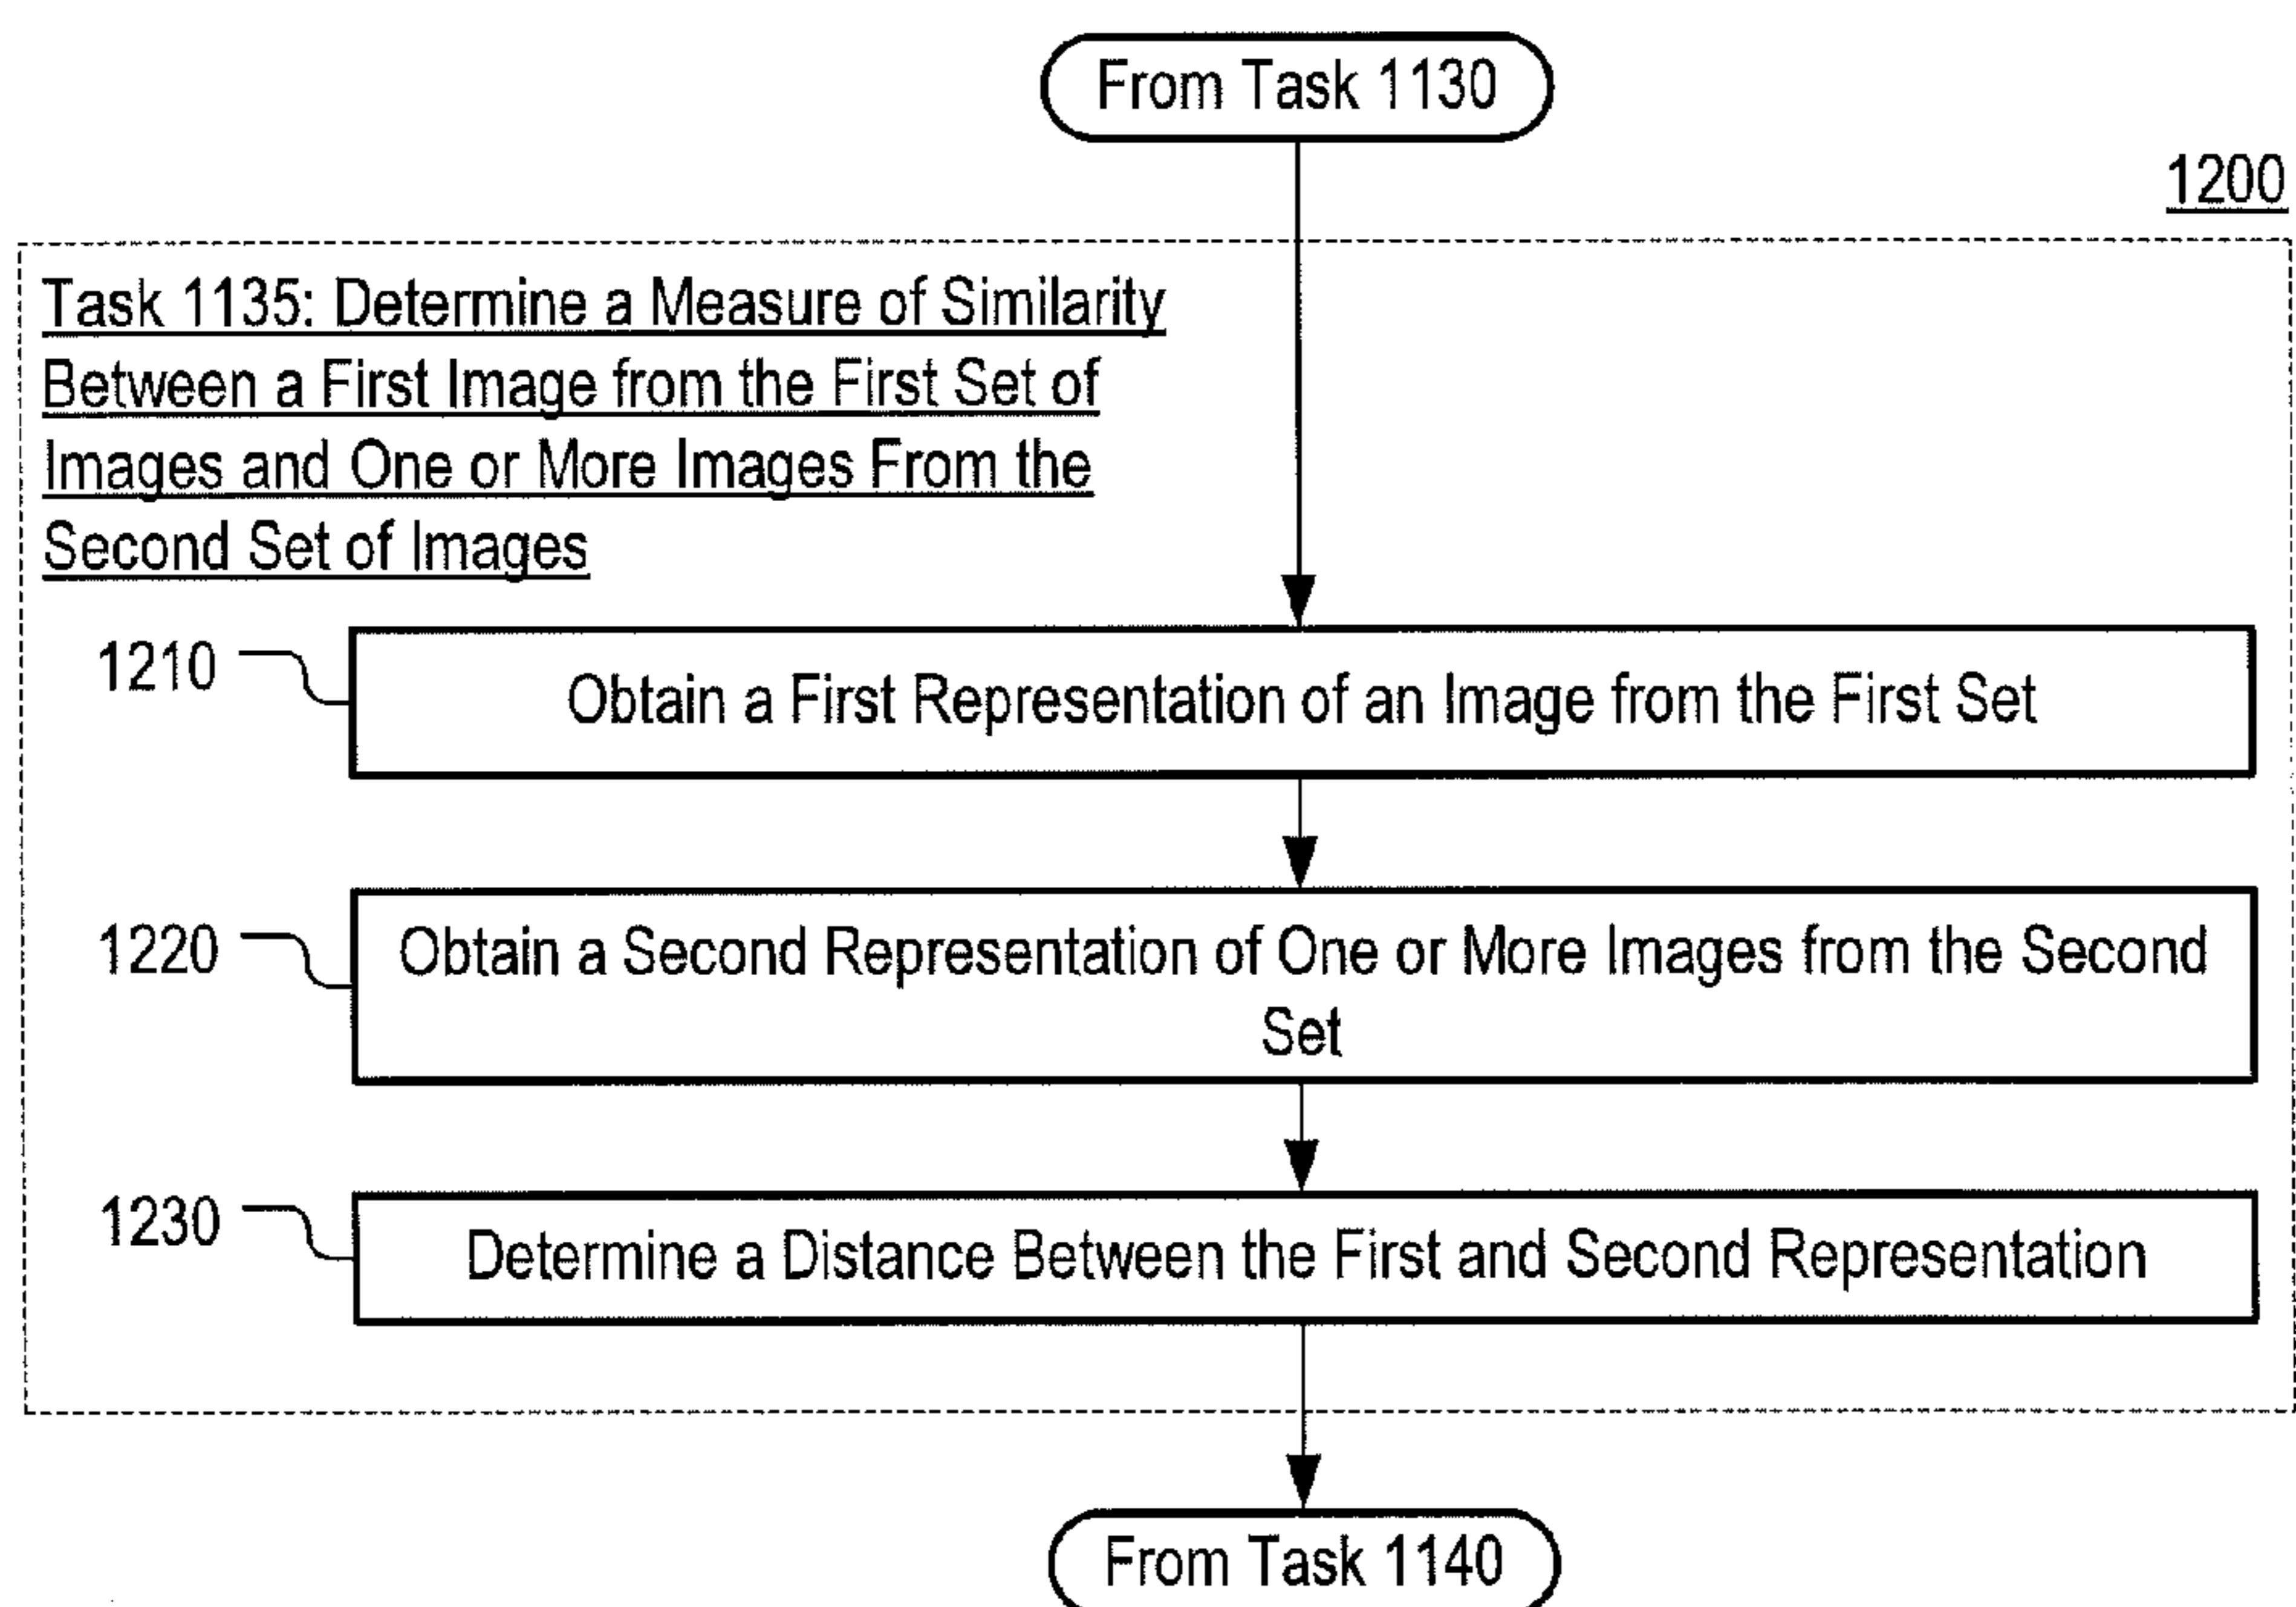 From Task 1130
1200
Task 1135: Determine a Measure of Similarity
Between a First Image from the First Set of
Images and One or More Images From the
Second Set of Images
1210
Obtain a First Representation of an Image from the First Set
1220
Obtain a Second Representation of One or More Images from the Second
Set
1230
Determine a Distance Between the First and Second Representation
From Task 1140